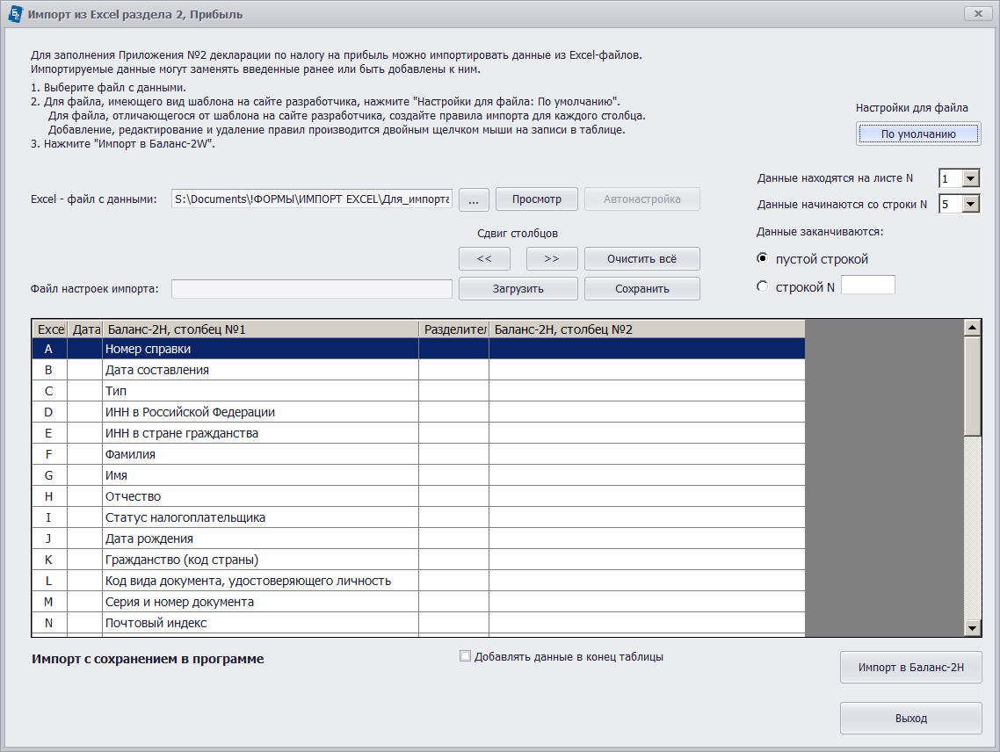 Импорт из Excel раздела 2, Прибыль
Для заполнения Приложения №2 декларации по налогу на прибыль можно импортировать данные из Excel-файлов.
Импортируемые данные могут заменять введенные ранее или быть добавлены к ним.
1. Выберите файл с данными.
2. Для файла, имеющего вид шаблона на сайте разработчика, нажмите "Настройки для файла: По умолчанию".
Для файла, отличающегося от шаблона на сайте разработчика, создайте правила импорта для каждого столбца.
Добавление, редактирование и удаление правил производится двойным щелчком мыши на записи в таблице.
3. Нажмите "Импорт в Баланс-2W".
Настройки для файла
По умолчанию
Данные находятся на листе N 1
Данные начинаются со строки N 5
Данные заканчиваются:
пустой строкой
строкой N
Excel - файл с данными: S:\Documents\!ФОРМЫ\ИМПОРТ EXCEL\Для_импорта ... Просмотр Автонастройка
Сдвиг столбцов
<< >> Очистить всё
Файл настроек импорта: Загрузить Сохранить
Exce Дата Баланс-2Н, столбец №1 Разделител Баланс-2Н, столбец №2
A Номер справки
B Дата составления
C Тип
D ИНН в Российской Федерации
E ИНН в стране гражданства
F Фамилия
G Имя
H Отчество
I Статус налогоплательщика
J Дата рождения
K Гражданство (код страны)
L Код вида документа, удостоверяющего личность
M Серия и номер документа
N Почтовый индекс
Импорт с сохранением в программе
Добавлять данные в конец таблицы
Импорт в Баланс-2Н
Выход